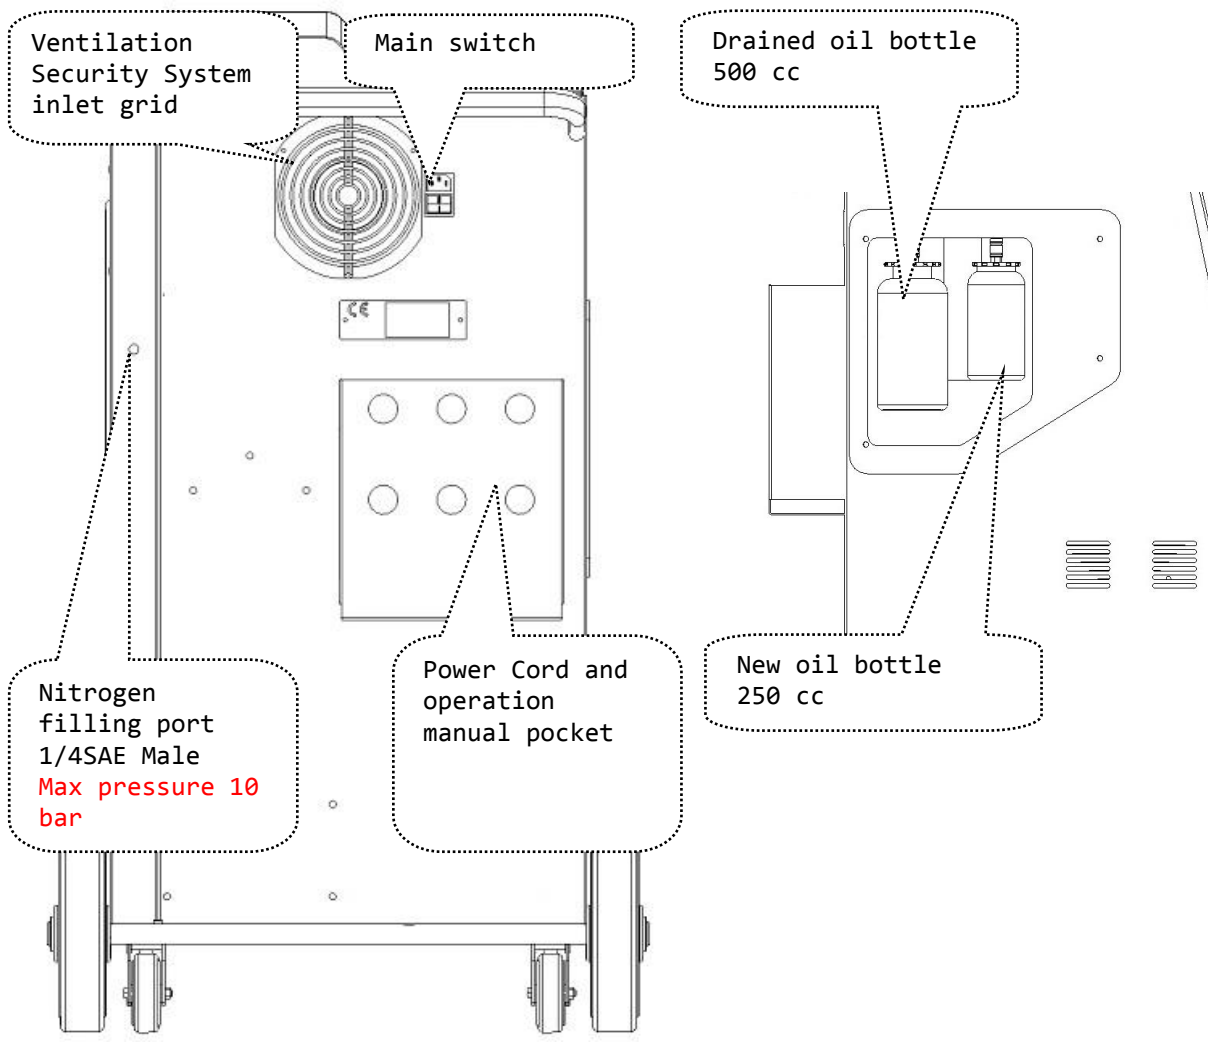 Ventilation
Security System
inlet grid
Main switch
Drained oil bottle
500 cc
CE
Nitrogen
filling port
1/4SAE Male
Max pressure 10
bar
Power Cord and
operation
manual pocket
New oil bottle
250 cc